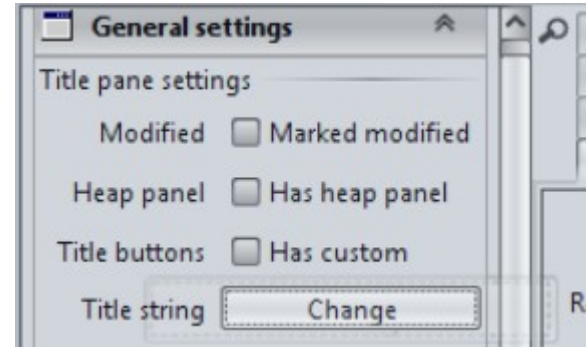 General settings
Title pane settings
Modified Marked modified
Heap panel Has heap panel
Title buttons Has custom
Title string Change
R